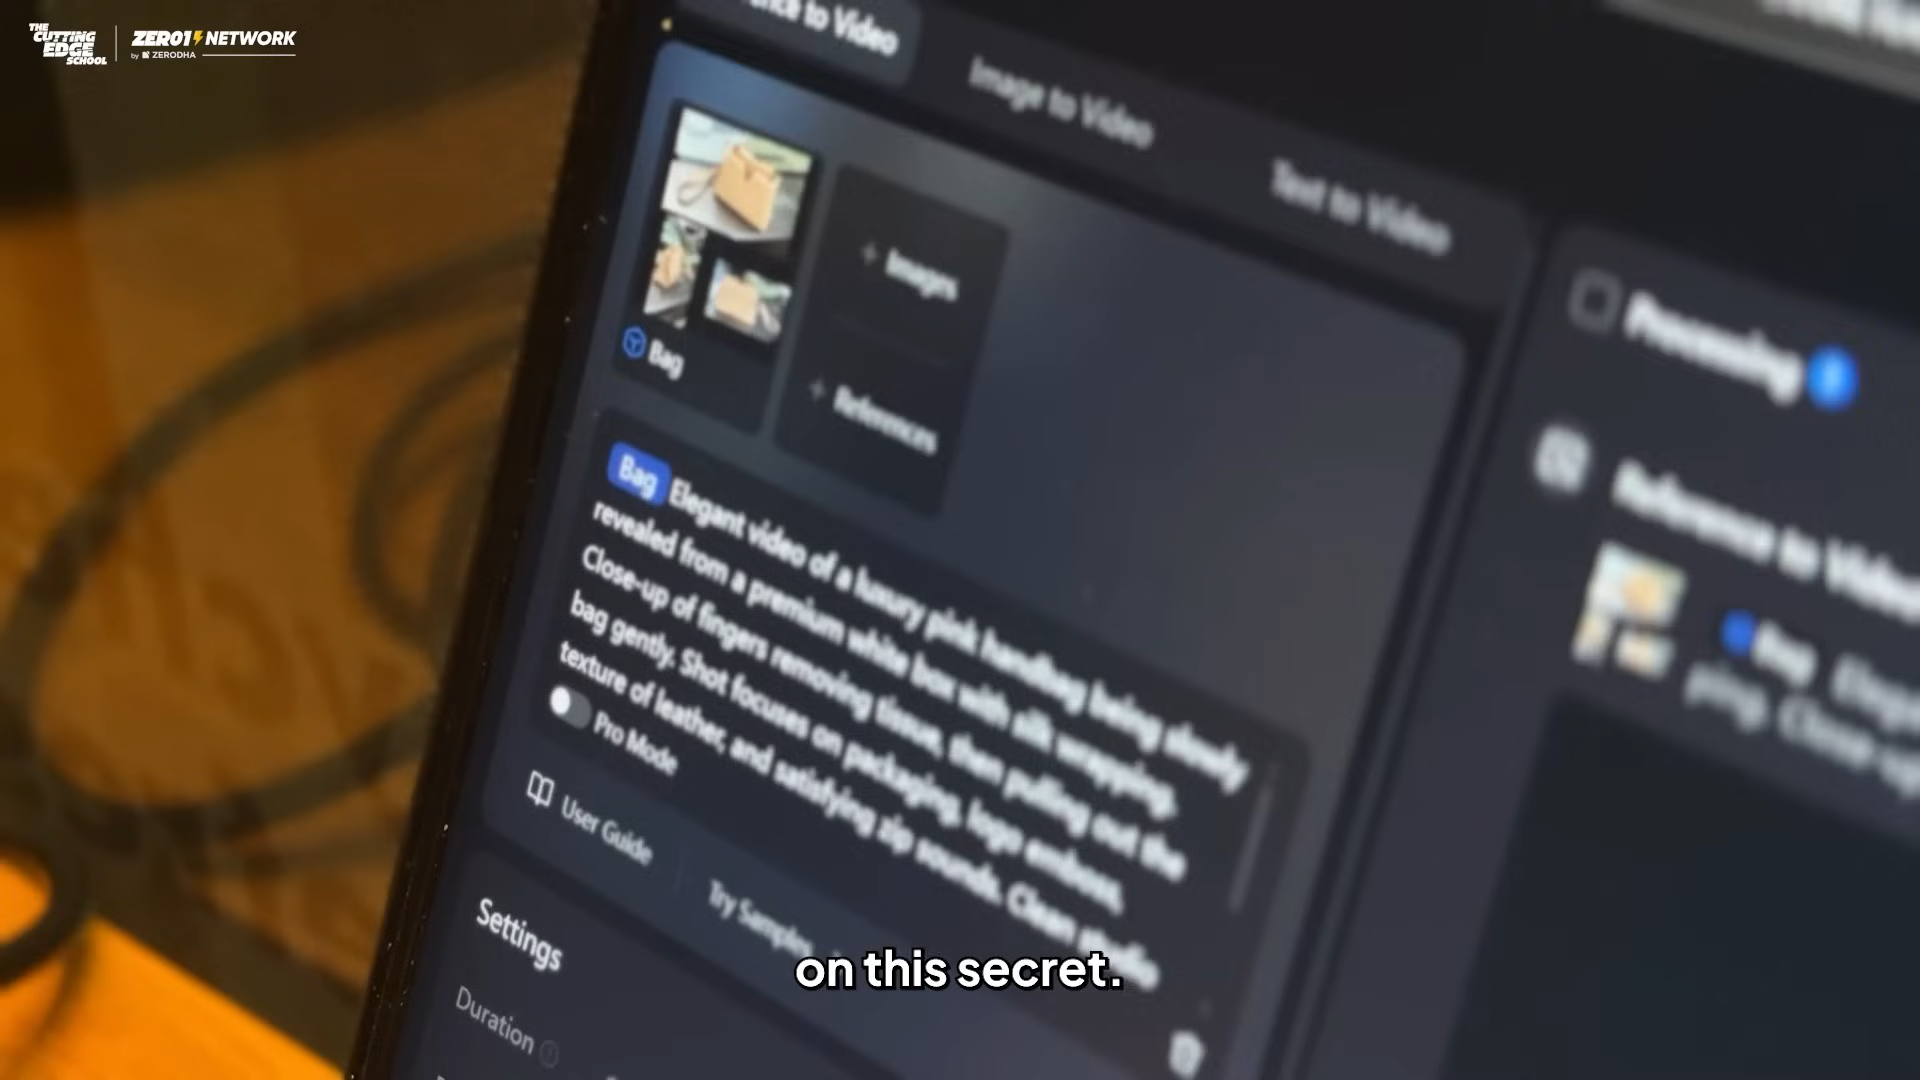 THE CUTTING EDGE SCHOOL
ZERO1 NETWORK
by ZERODHA
to Video
Image to Video
Text to Video
+ Images
+ References
Bag
Processing
Reference to Video
Bag Elegant video of a luxury pink handbag being slowly
revealed from a premium white box with silk wrapping.
Close-up of fingers removing tissue, then pulling out the
bag gently. Shot focuses on packaging, logo emboss,
texture of leather, and satisfying zip sounds. Clean studio
Pro Mode
User Guide
Try Samples
Settings
Duration
on this secret.